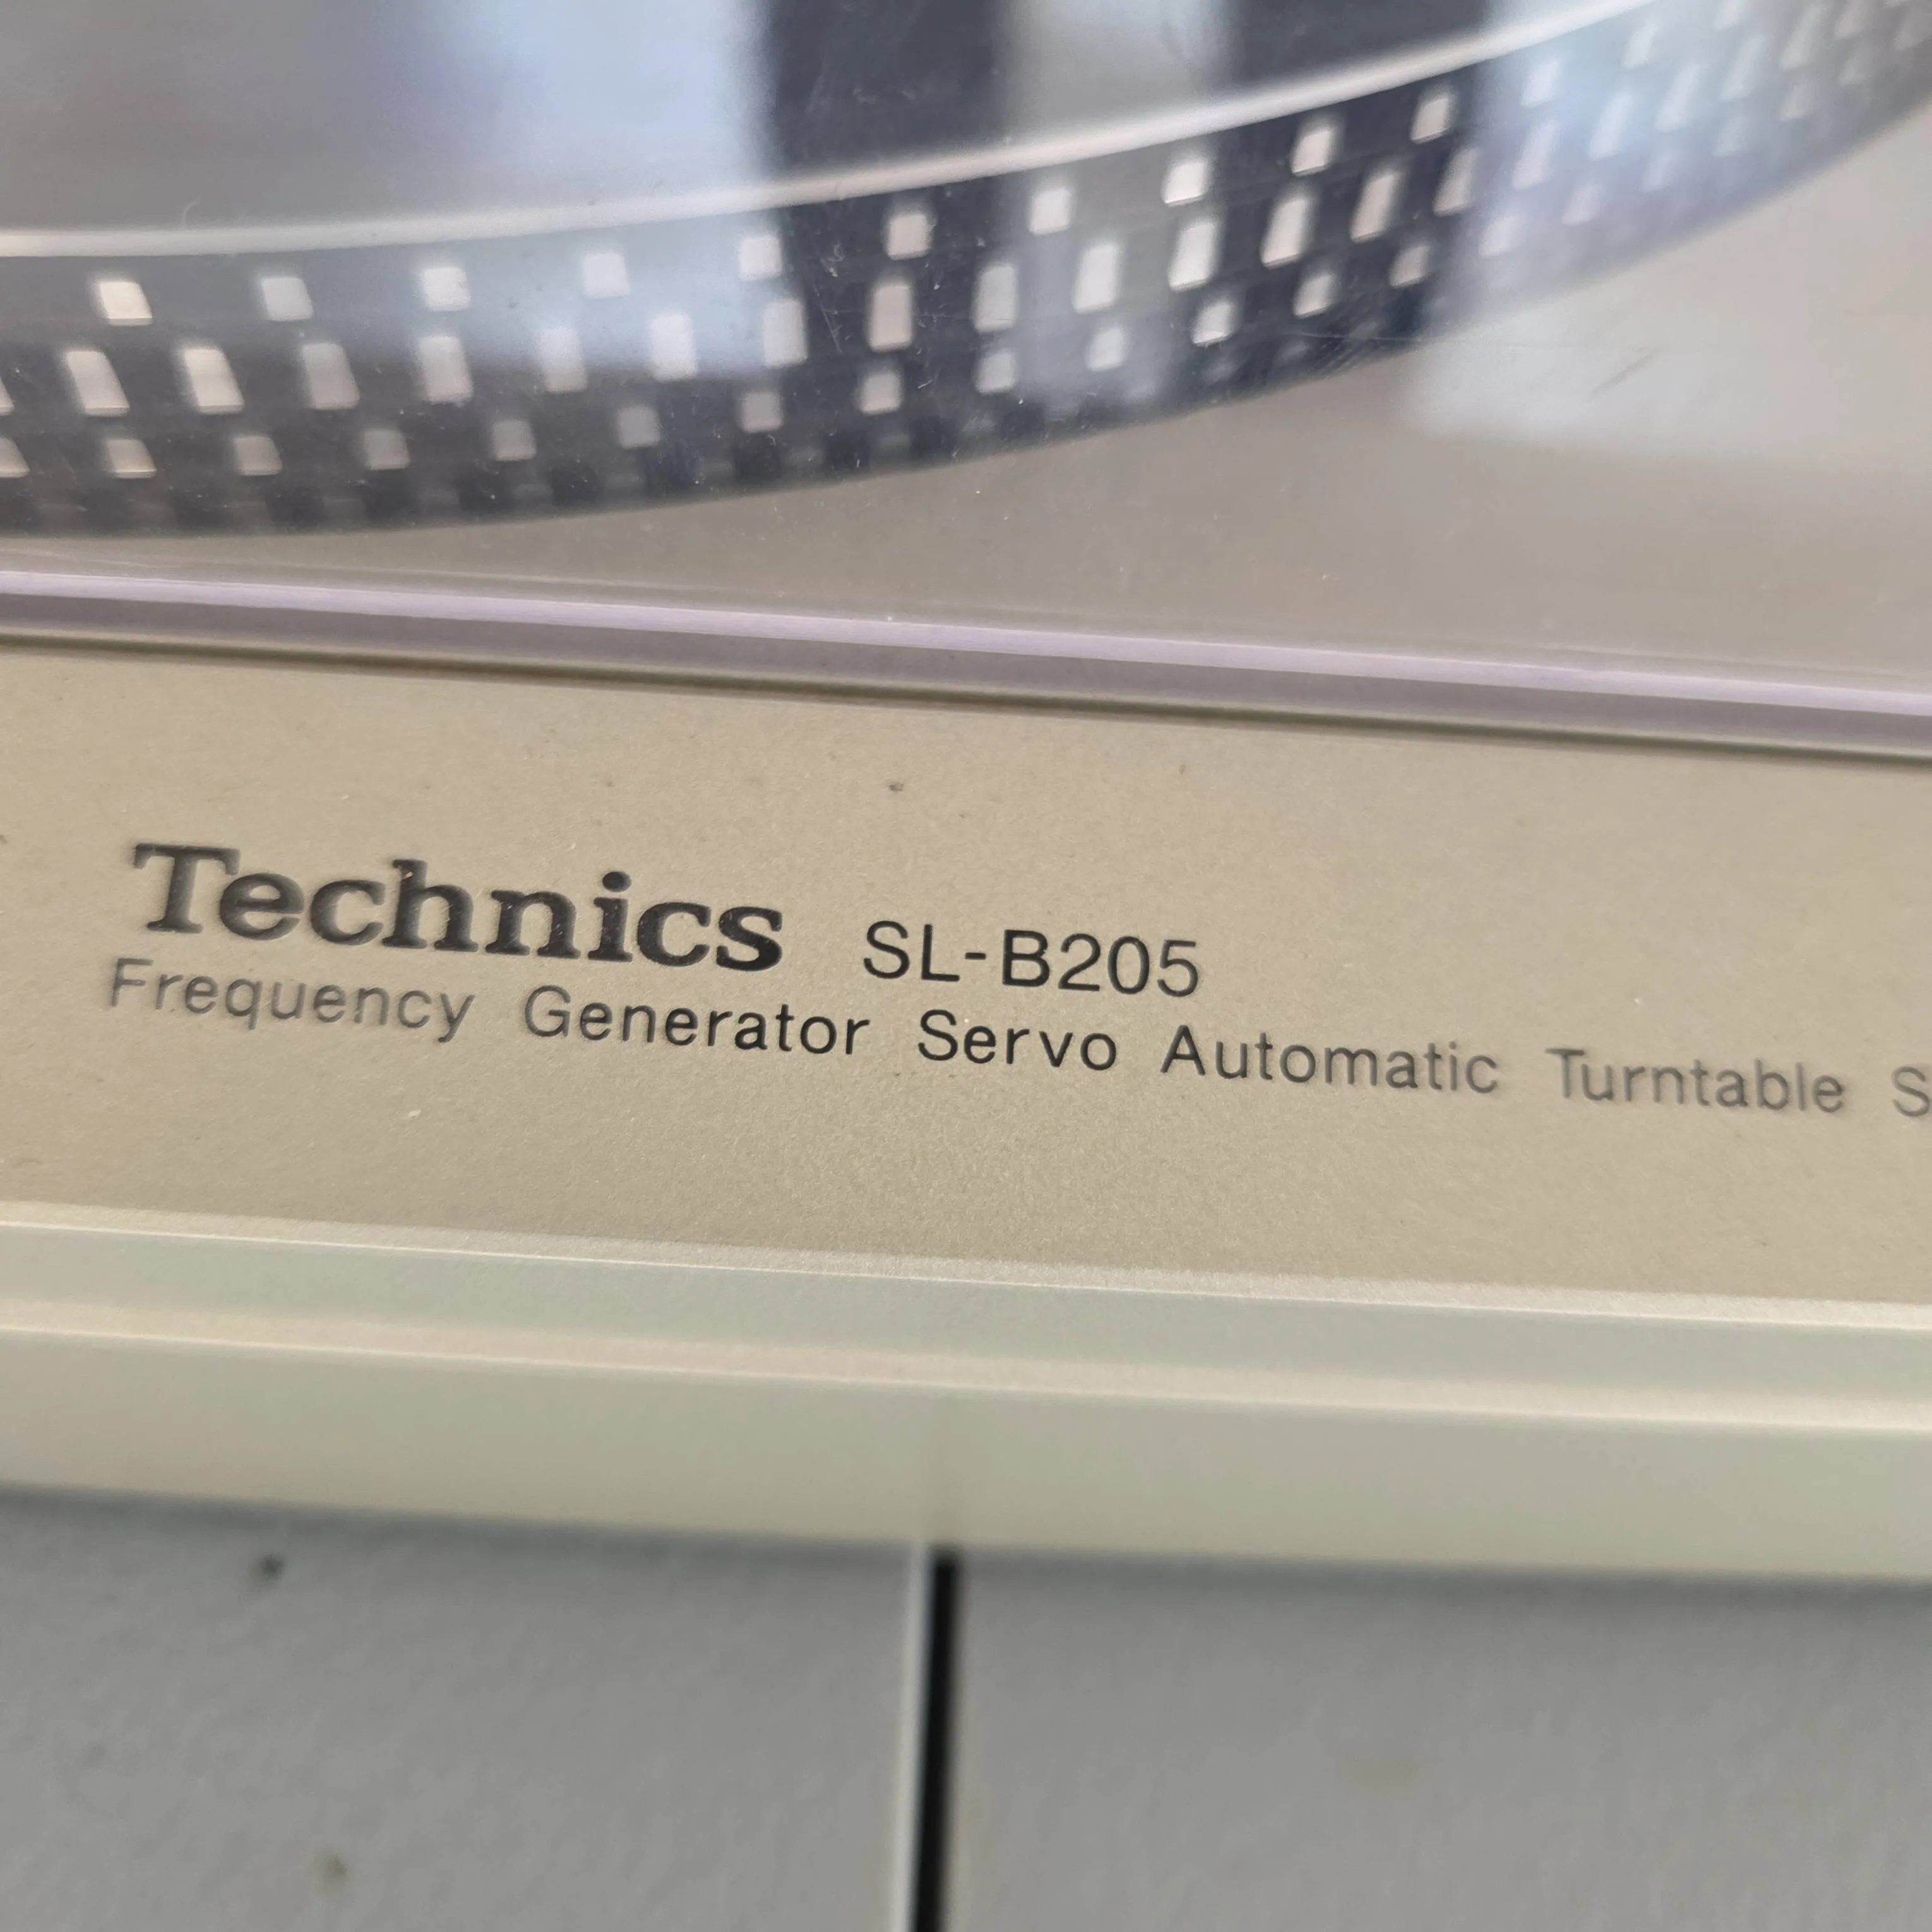 Technics SL-B205
Frequency Generator Servo Automatic Turntable S